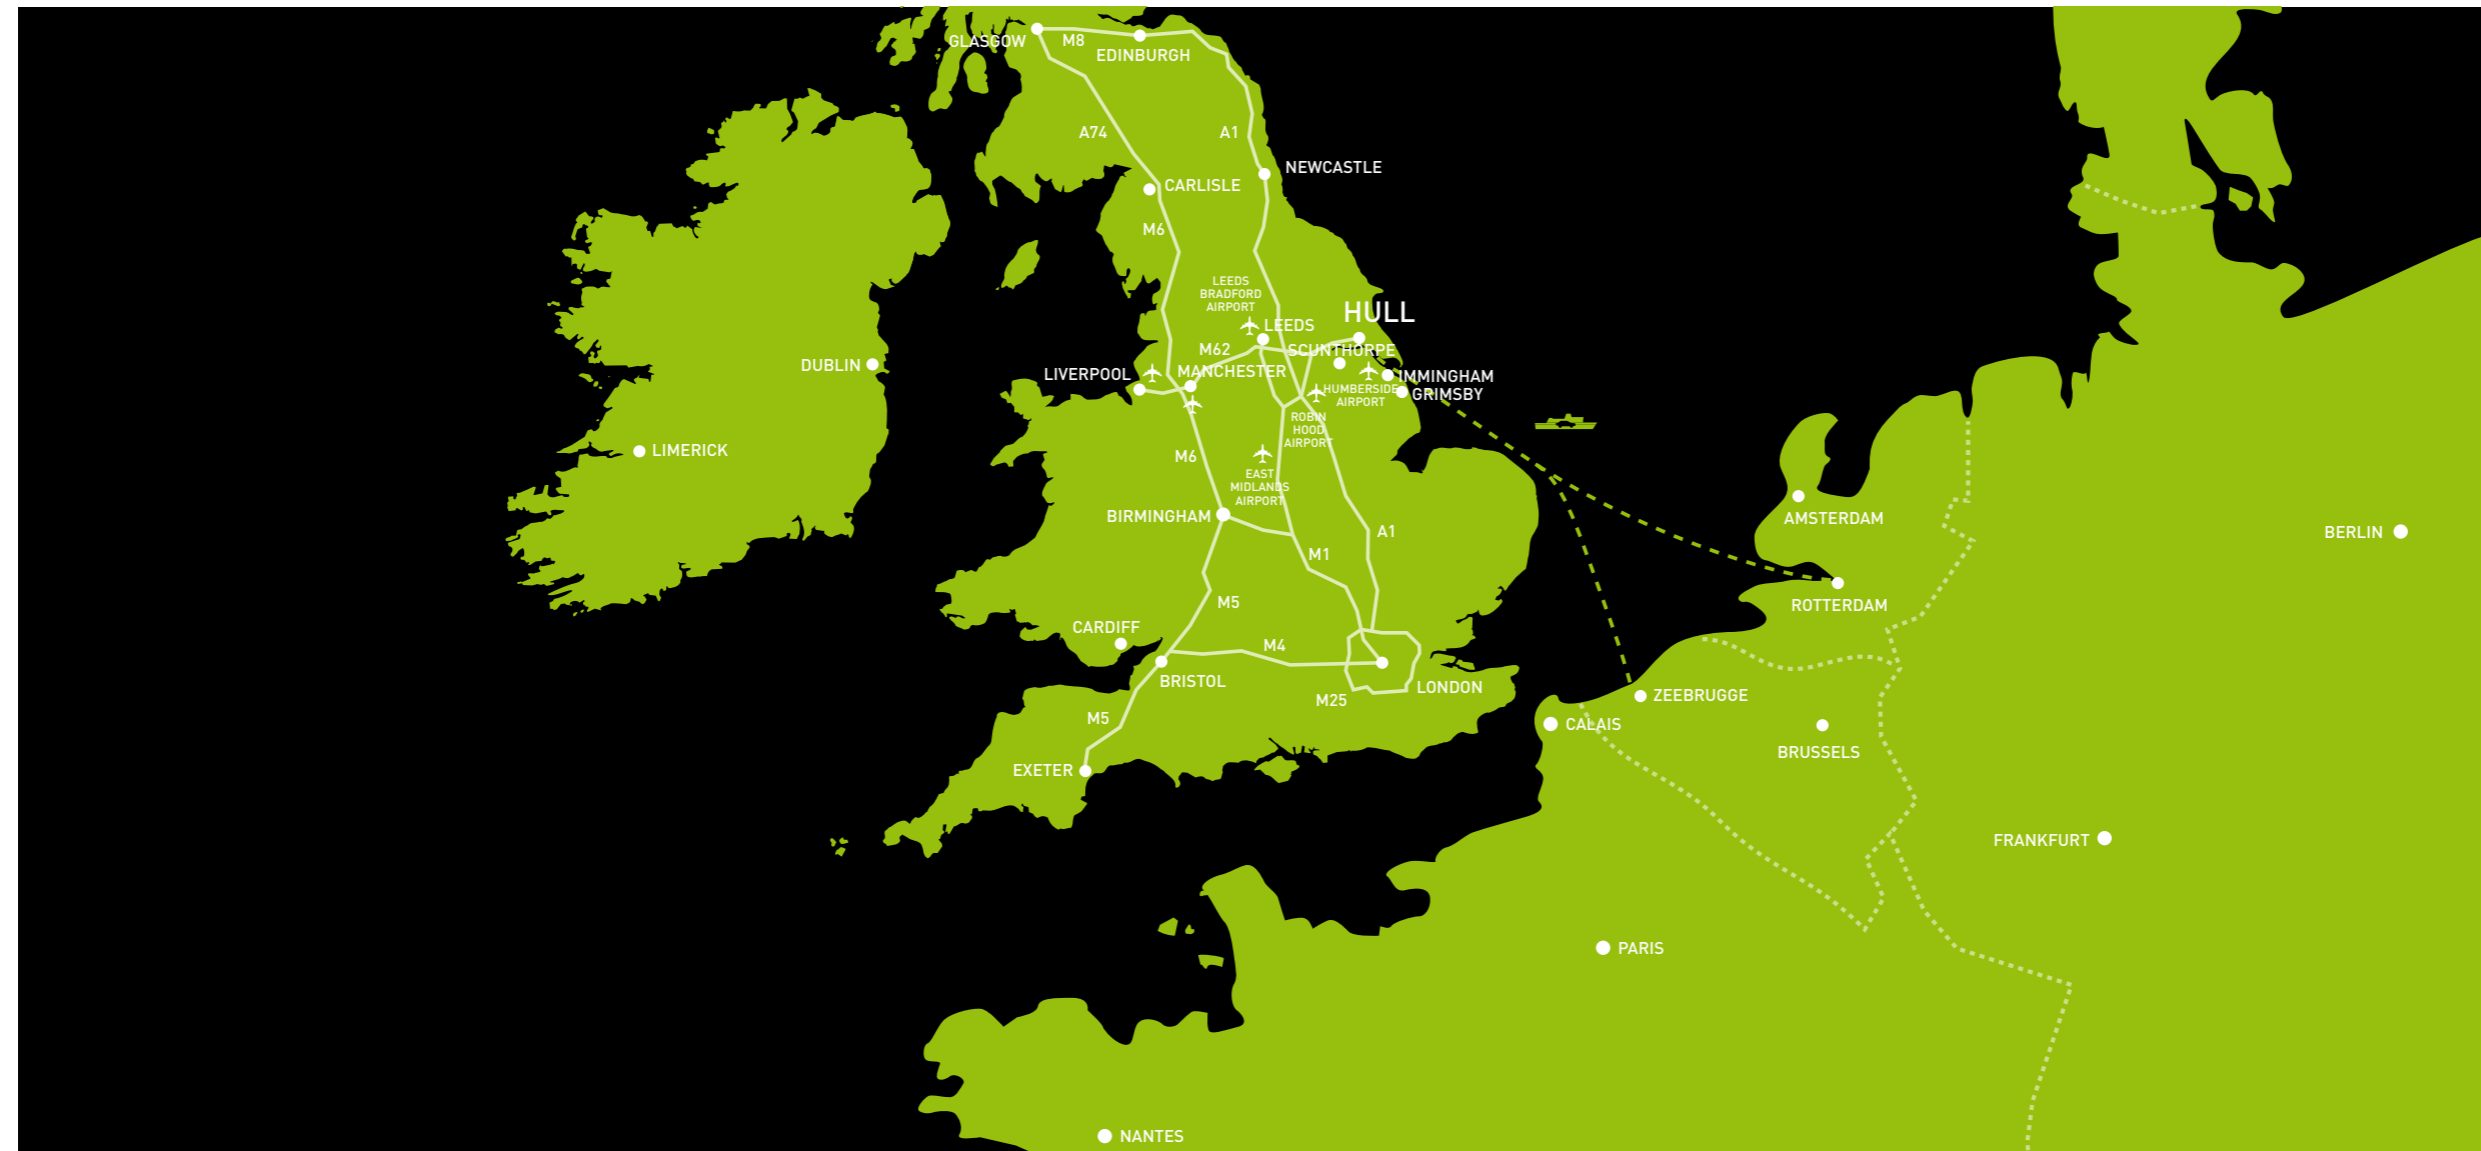 GLASGOW
M8
EDINBURGH
A74
A1
NEWCASTLE
CARLISLE
M6
LEEDS
BRADFORD
AIRPORT
HULL
LEEDS
M62
SCUNTHORPE
DUBLIN
LIVERPOOL
MANCHESTER
IMMINGHAM
HUMBERSIDE
AIRPORT
GRIMSBY
ROBIN
HOOD
AIRPORT
LIMERICK
M6
EAST
MIDLANDS
AIRPORT
BIRMINGHAM
AMSTERDAM
A1
BERLIN
M1
M5
ROTTERDAM
CARDIFF
M4
BRISTOL
LONDON
M25
ZEEBRUGGE
M5
CALAIS
BRUSSELS
EXETER
FRANKFURT
PARIS
NANTES